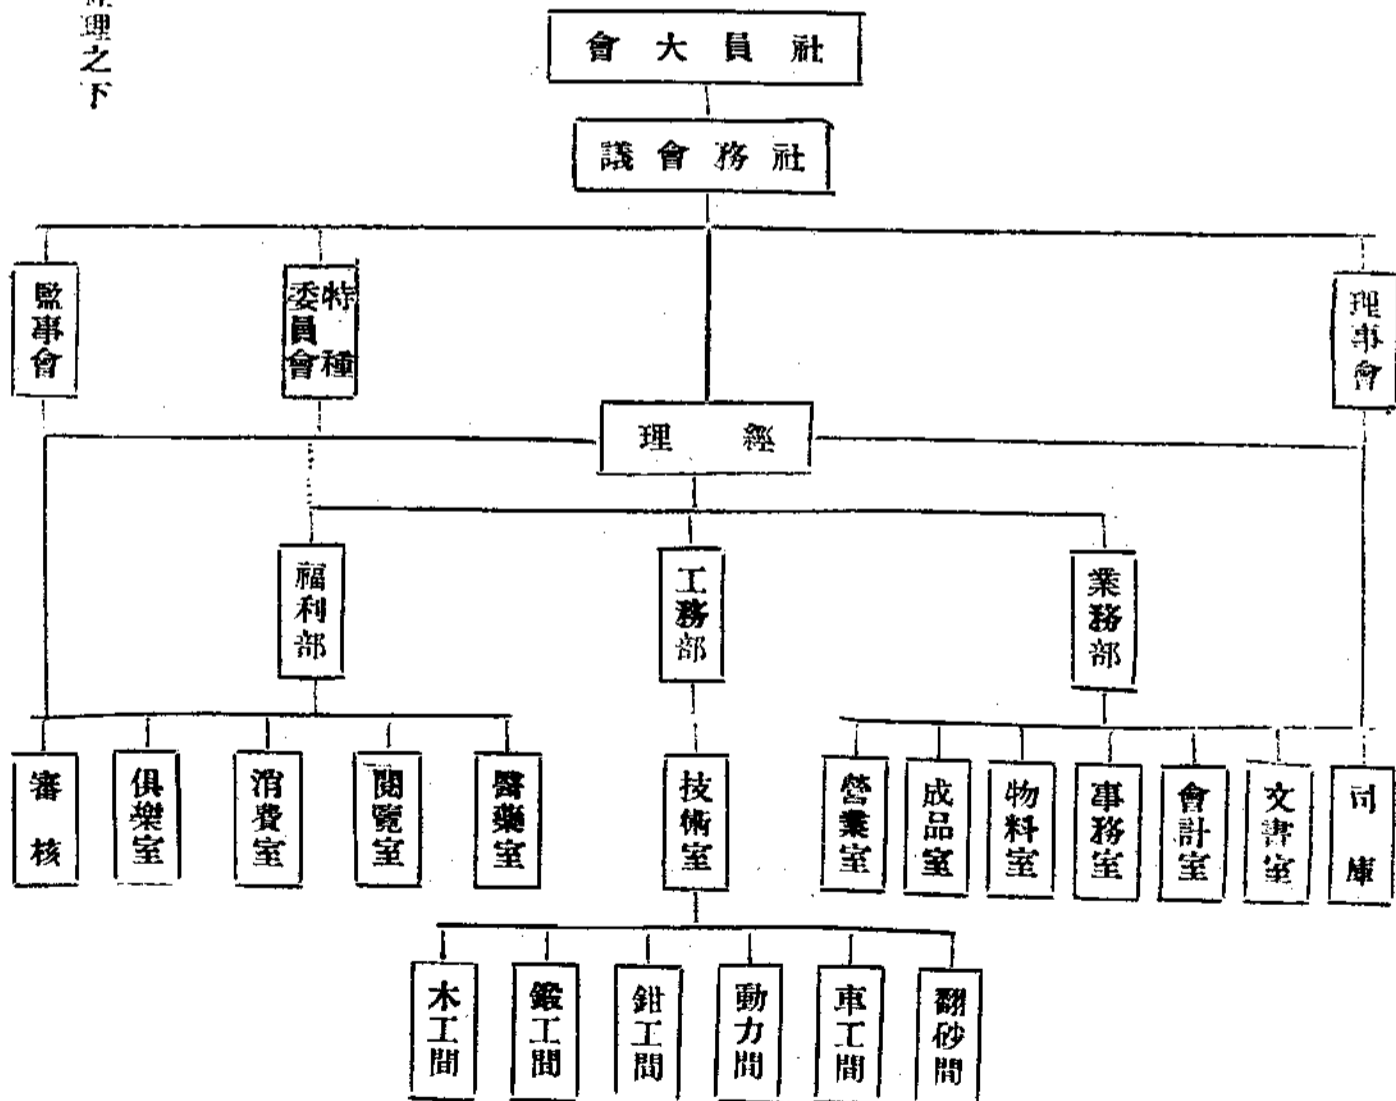 理之下
社員大會
社務會議
理事會
特種
委員會
監事會
經理
業務部
工務部
福利部
司庫
文書室
會計室
事務室
物料室
成品室
營業室
技術室
醫藥室
閱覽室
消費室
俱樂室
審核
翻砂間
車工間
動力間
鉗工間
鍛工間
木工間